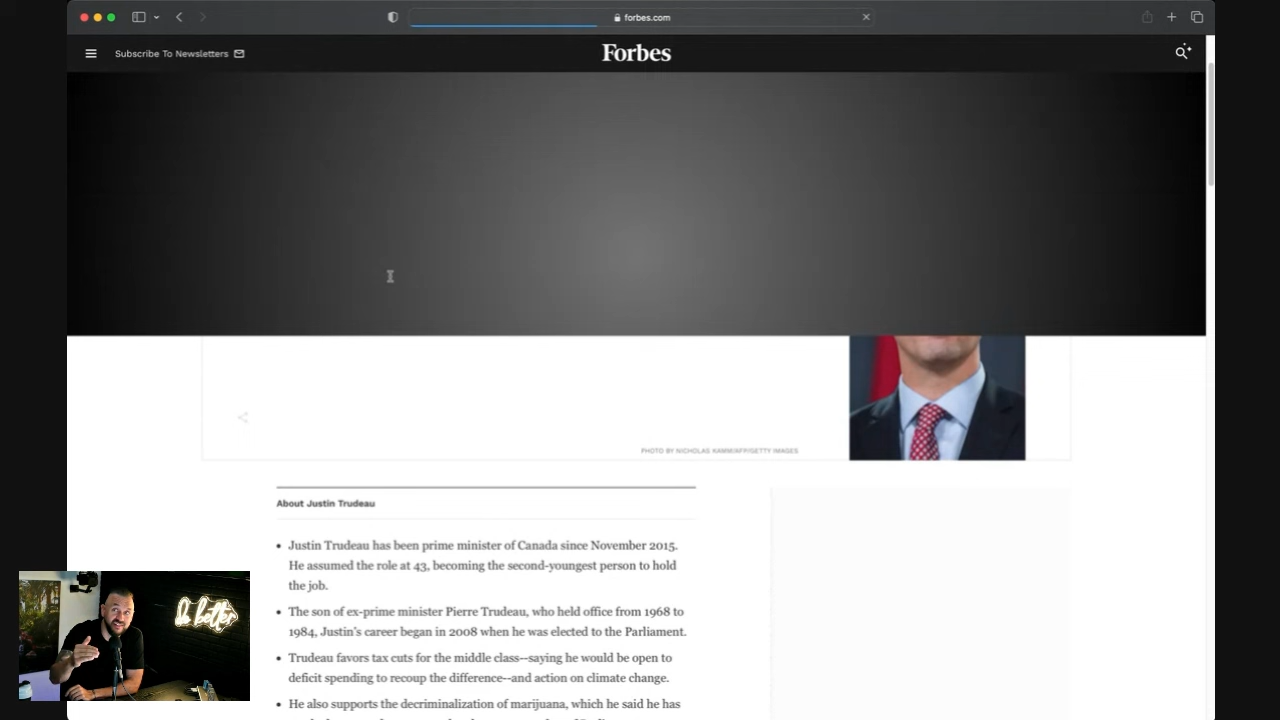 forbes.com
Subscribe To Newsletters
Forbes
PHOTO BY NICHOLAS KAMM/AFP/GETTY IMAGES
About Justin Trudeau
• Justin Trudeau has been prime minister of Canada since November 2015.
He assumed the role at 43, becoming the second-youngest person to hold
the job.
• The son of ex-prime minister Pierre Trudeau, who held office from 1968 to
1984, Justin's career began in 2008 when he was elected to the Parliament.
• Trudeau favors tax cuts for the middle class--saying he would be open to
deficit spending to recoup the difference--and action on climate change.
• He also supports the decriminalization of marijuana, which he said he has
do better